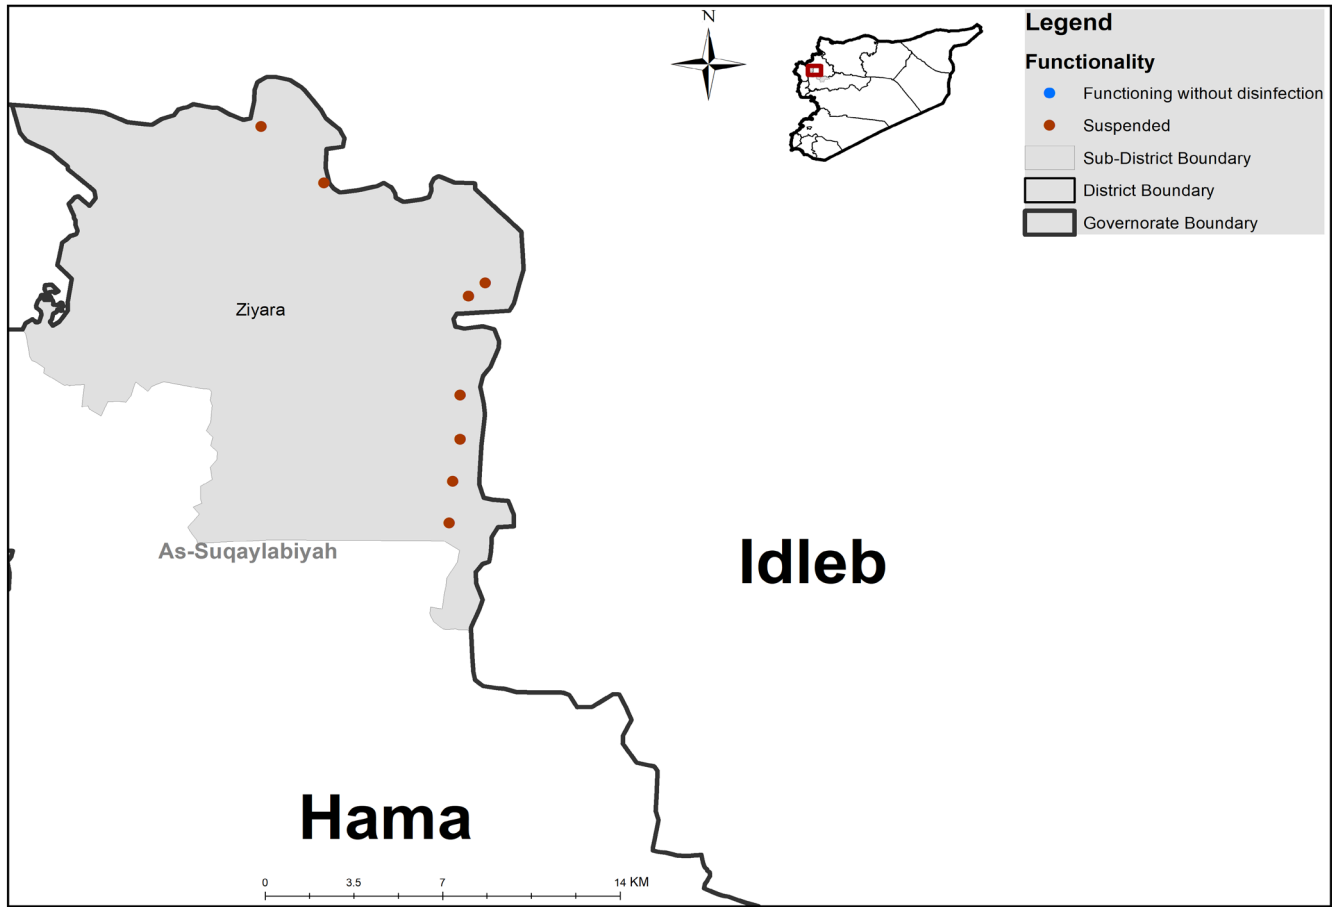 N
Legend
Functionality
Functioning without disinfection
Suspended
Sub-District Boundary
District Boundary
Governorate Boundary
Ziyara
As-Suqaylabiyah
Idleb
Hama
0 3.5 7 14 KM